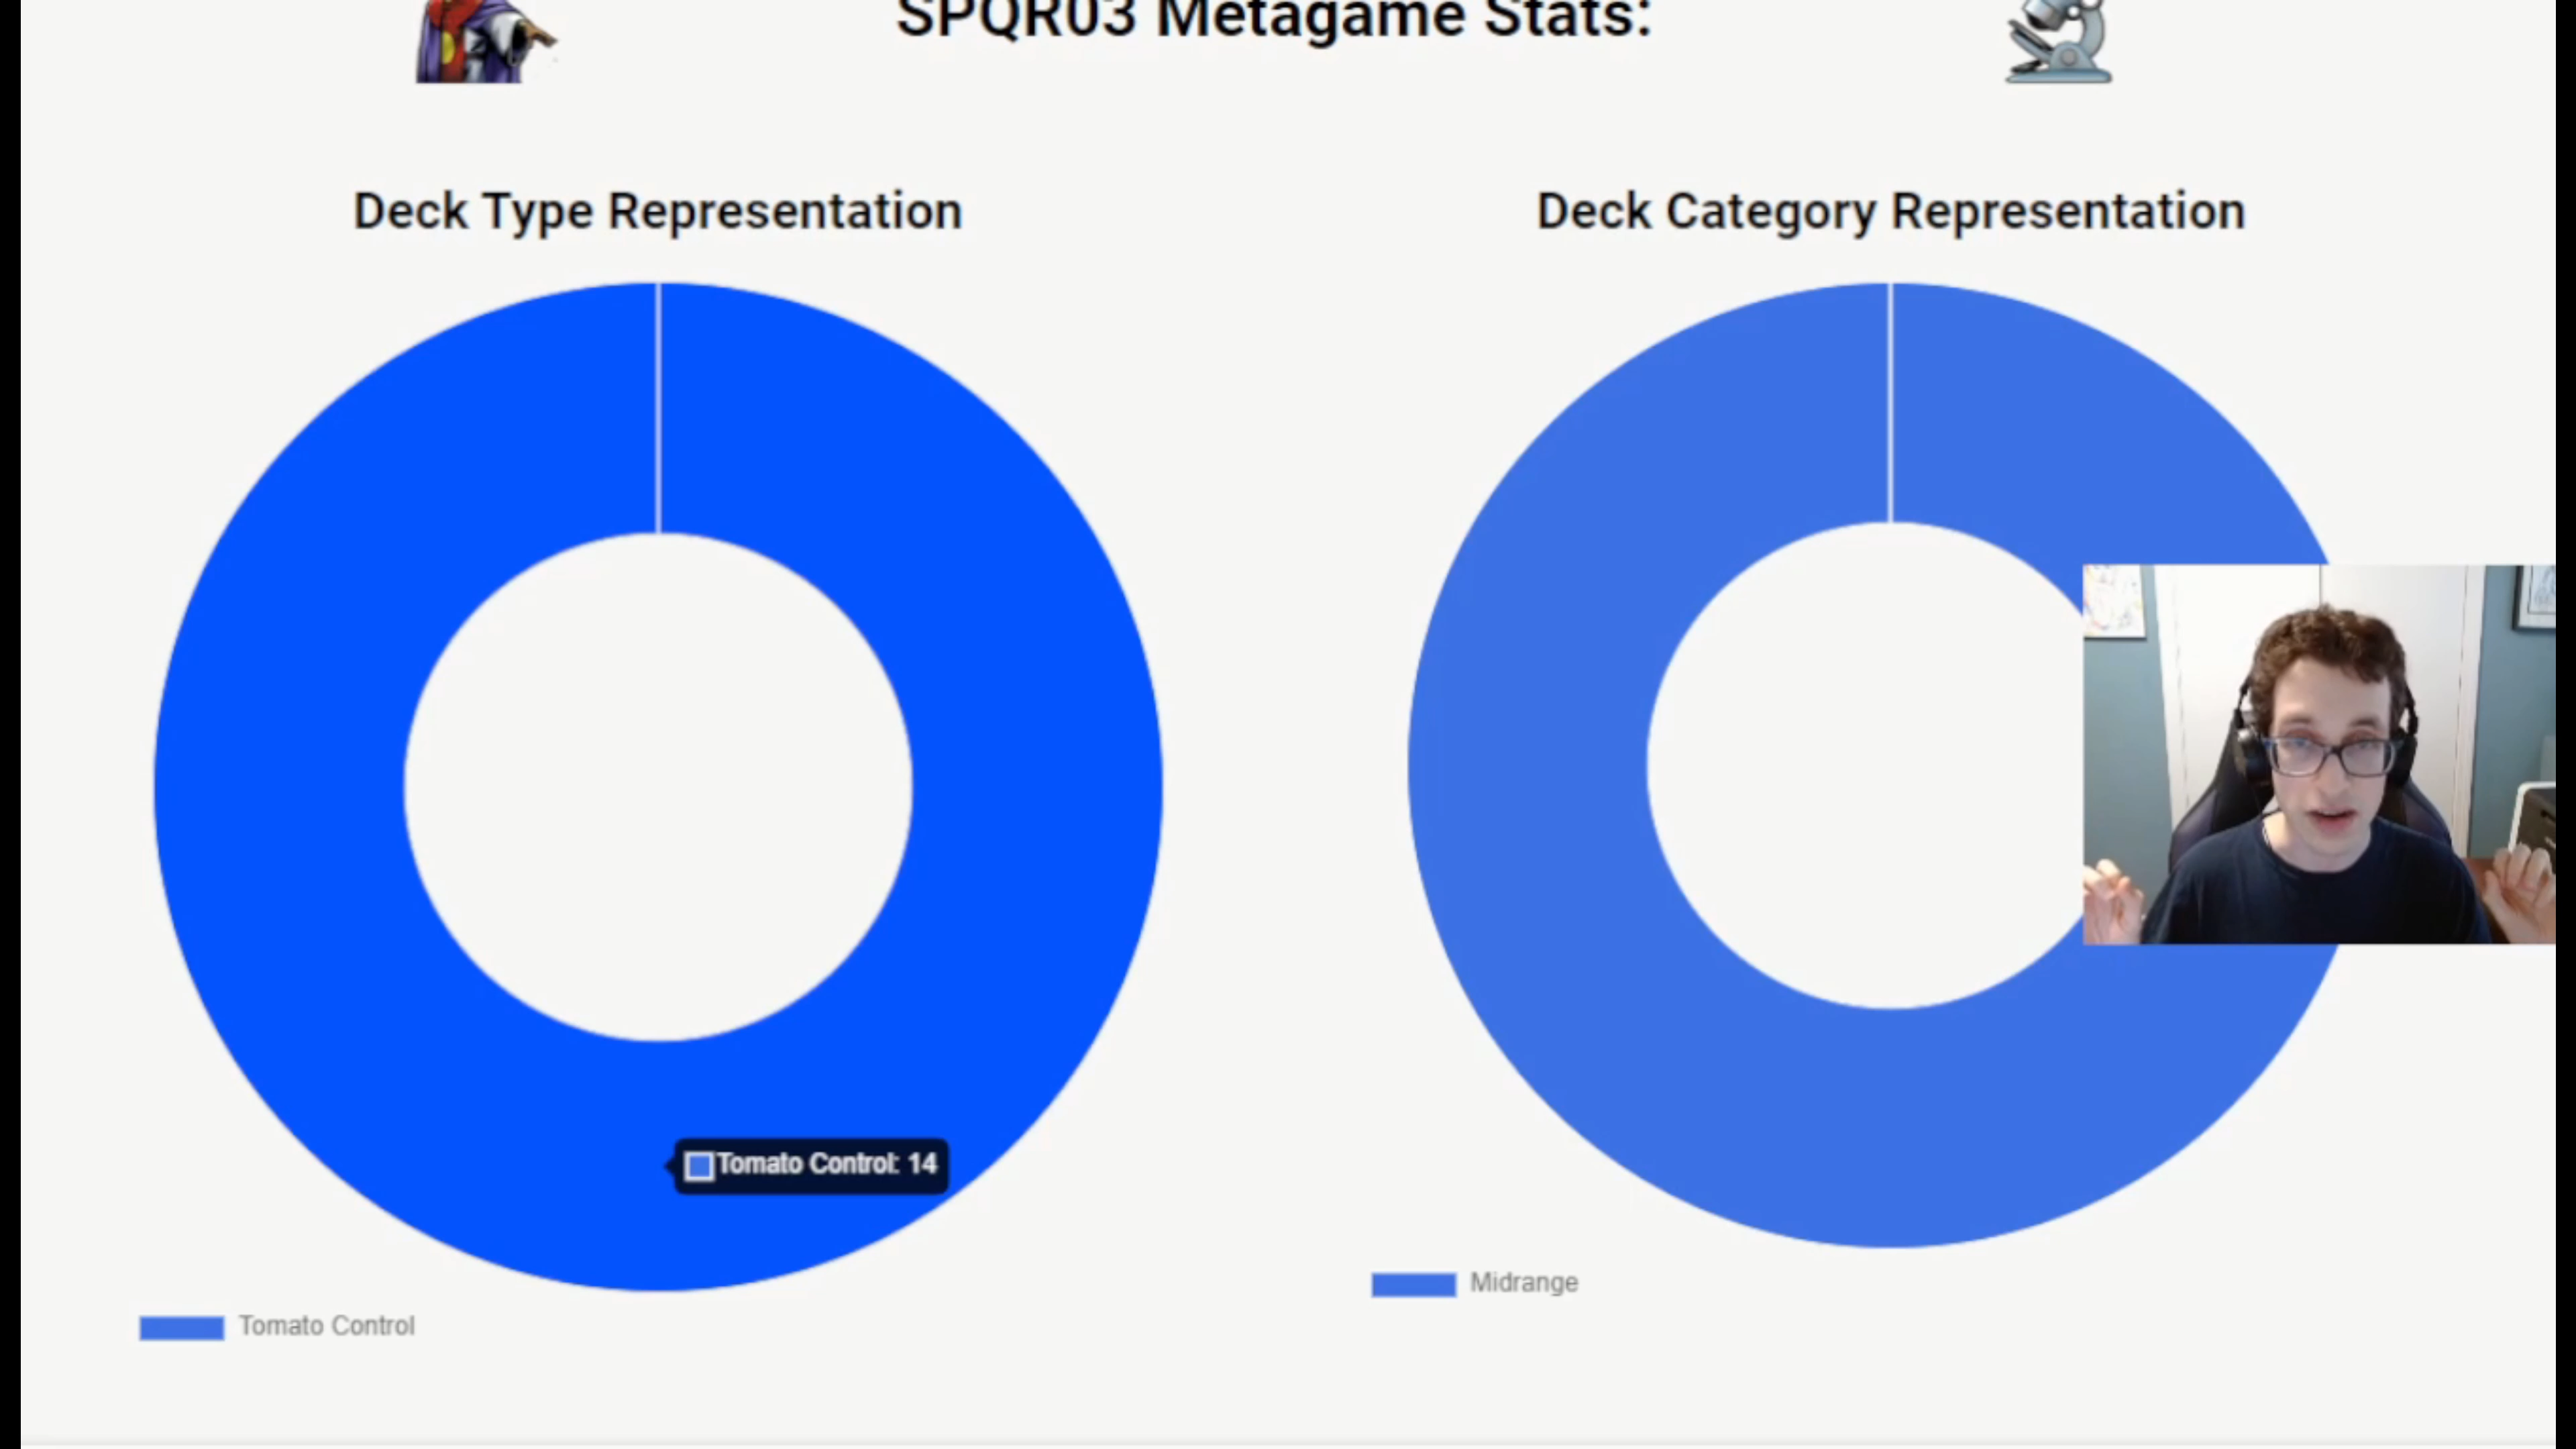 SPQR03 Metagame Stats:
Deck Type Representation
Deck Category Representation
Tomato Control: 14
Midrange
Tomato Control